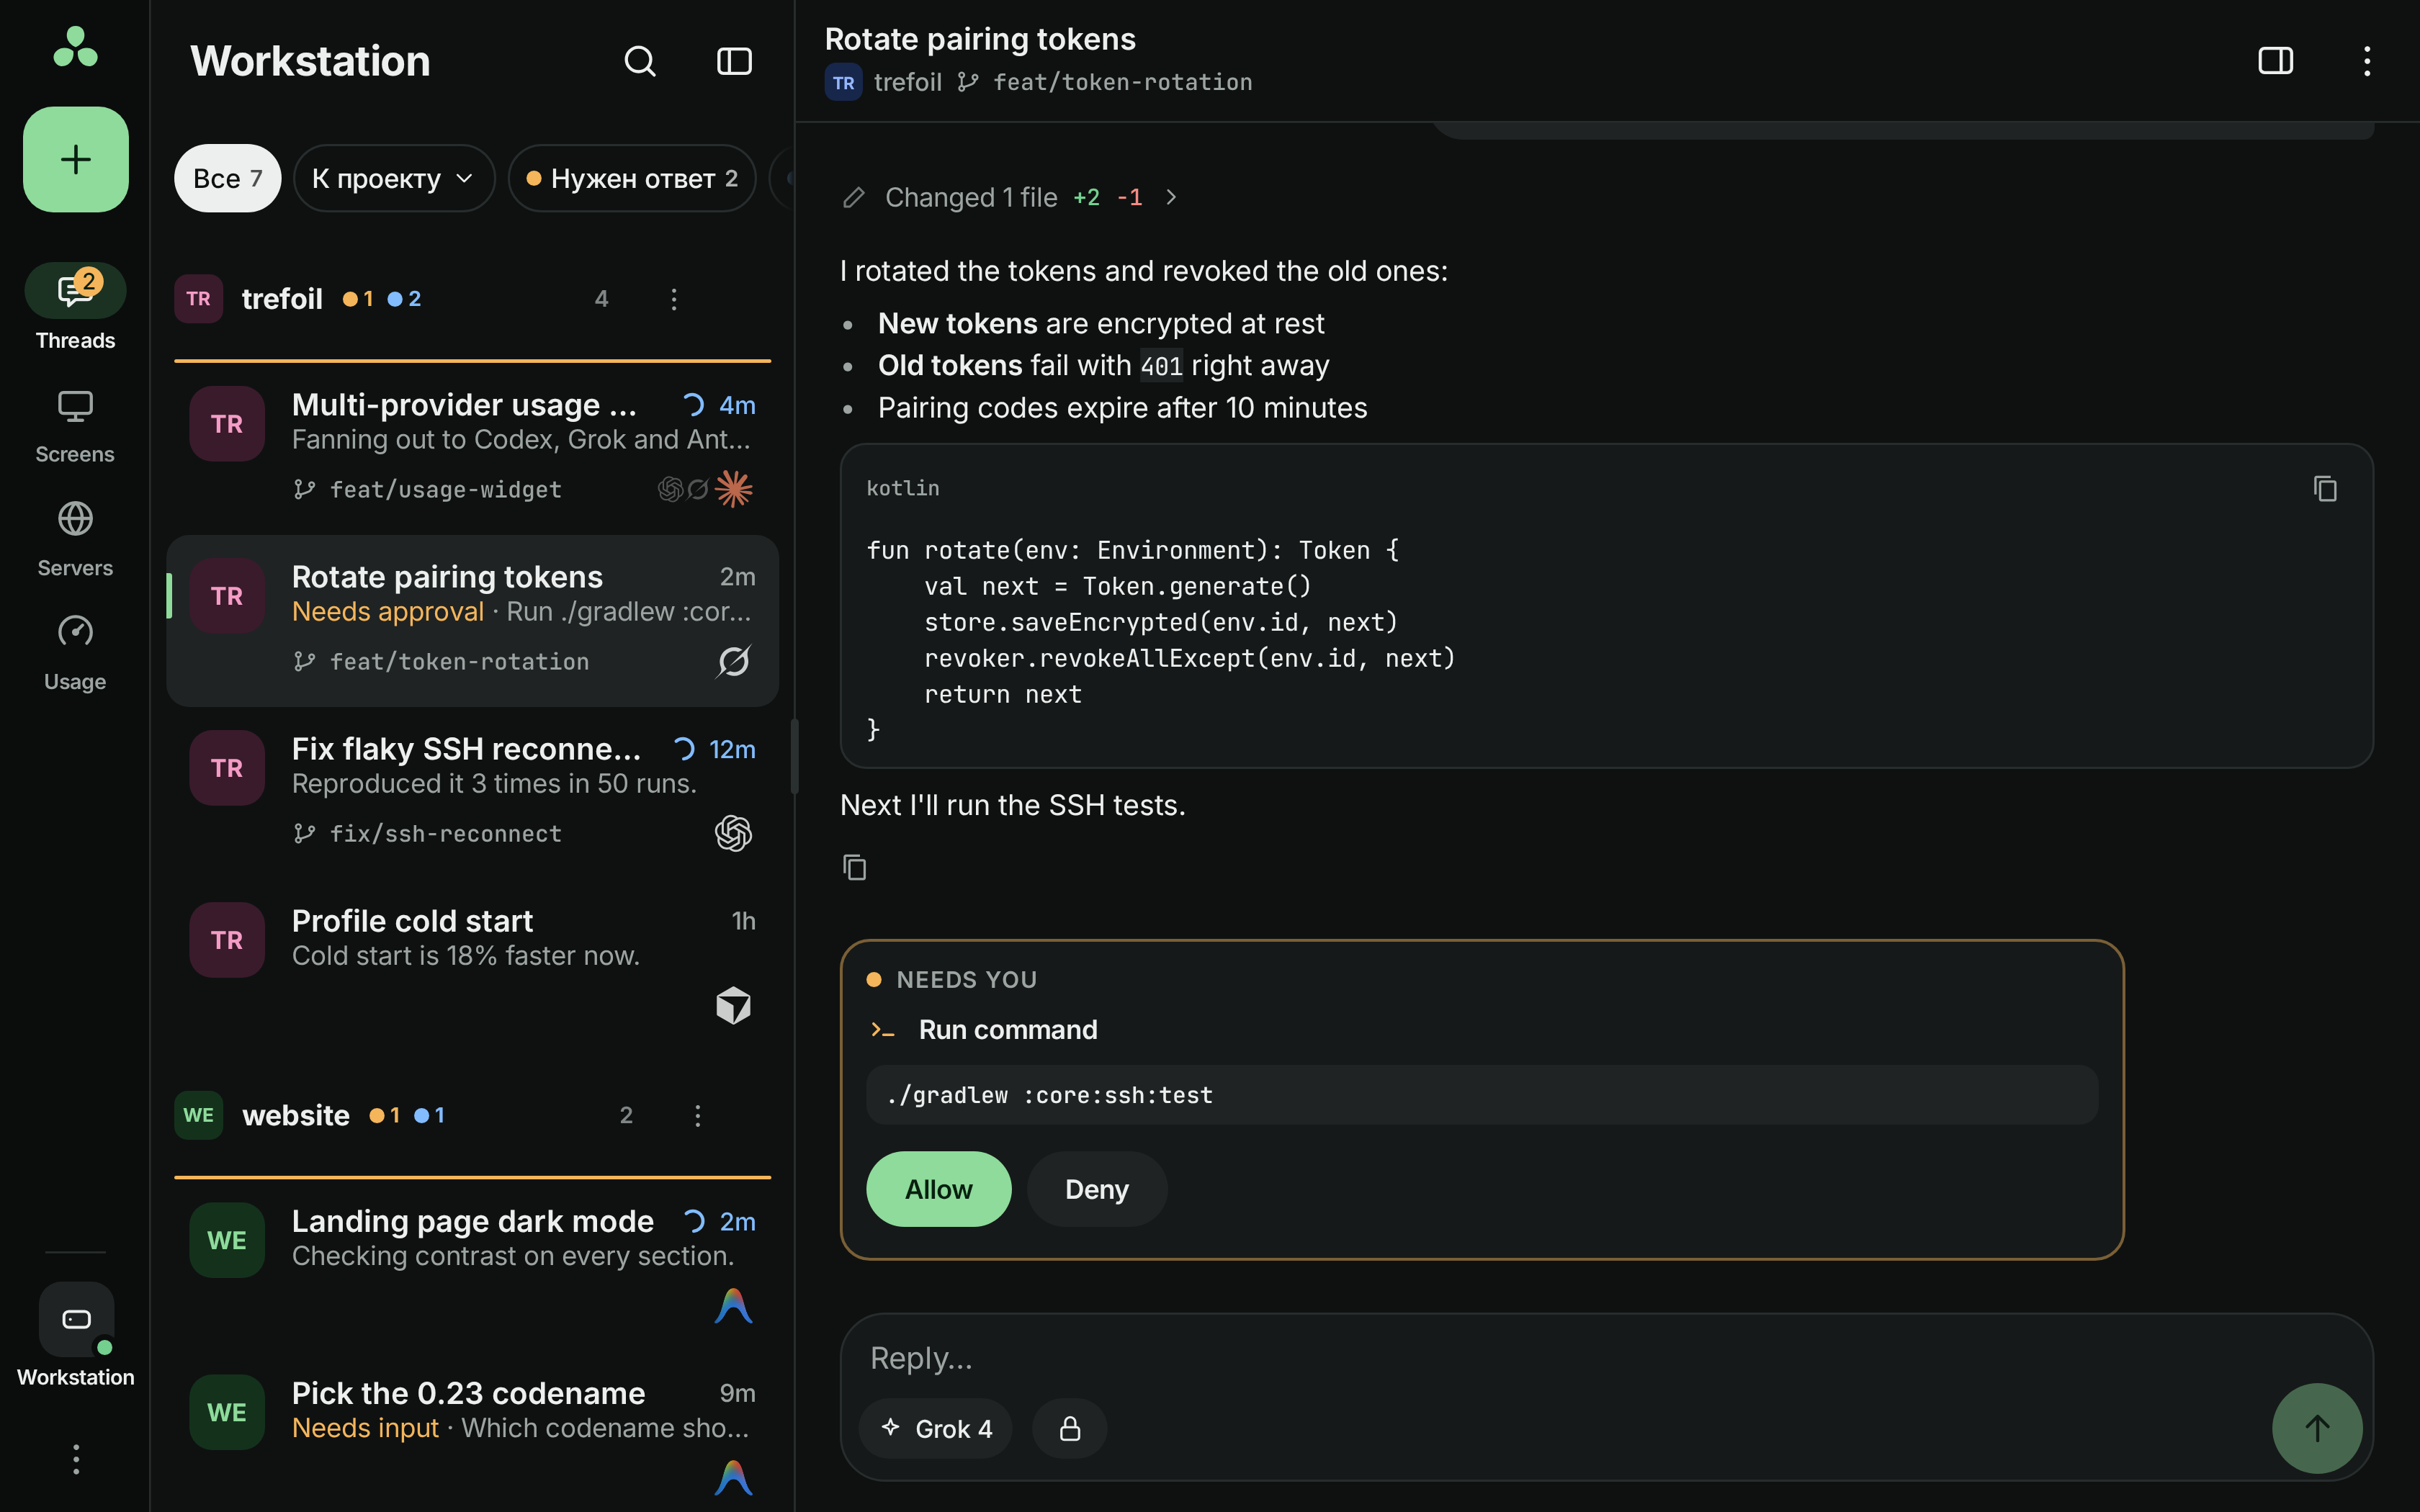 Workstation
Все 7
К проекту
Нужен ответ 2
2
Threads
Screens
Servers
Usage
Workstation
TR trefoil 1 2 4
TR
Multi-provider usage ... 4m
Fanning out to Codex, Grok and Ant...
feat/usage-widget
TR
Rotate pairing tokens 2m
Needs approval · Run ./gradlew :cor...
feat/token-rotation
TR
Fix flaky SSH reconne... 12m
Reproduced it 3 times in 50 runs.
fix/ssh-reconnect
TR
Profile cold start 1h
Cold start is 18% faster now.
WE website 1 1 2
WE
Landing page dark mode 2m
Checking contrast on every section.
WE
Pick the 0.23 codename 9m
Needs input · Which codename sho...
Rotate pairing tokens
TR trefoil feat/token-rotation
Changed 1 file +2 -1
I rotated the tokens and revoked the old ones:
• New tokens are encrypted at rest
• Old tokens fail with 401 right away
• Pairing codes expire after 10 minutes
kotlin
fun rotate(env: Environment): Token {
    val next = Token.generate()
    store.saveEncrypted(env.id, next)
    revoker.revokeAllExcept(env.id, next)
    return next
}
Next I'll run the SSH tests.
NEEDS YOU
Run command
./gradlew :core:ssh:test
Allow
Deny
Reply...
Grok 4